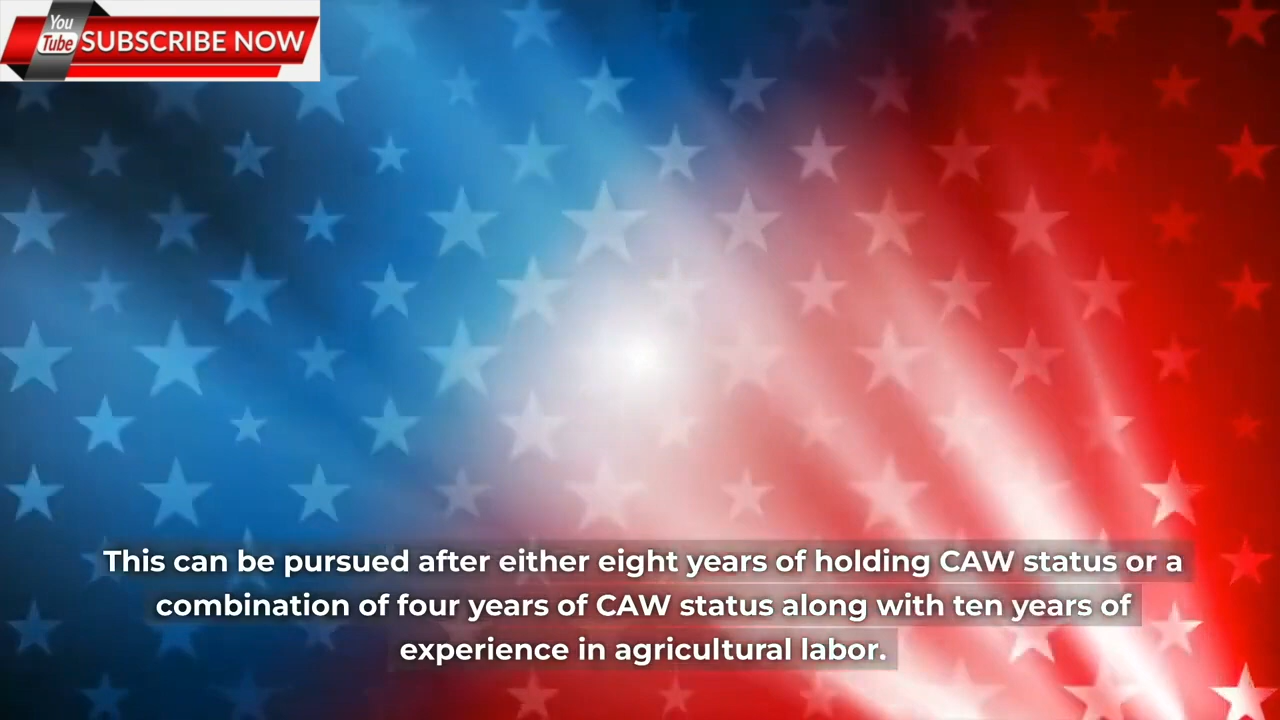 You
Tube
SUBSCRIBE NOW
This can be pursued after either eight years of holding CAW status or a
combination of four years of CAW status along with ten years of
experience in agricultural labor.